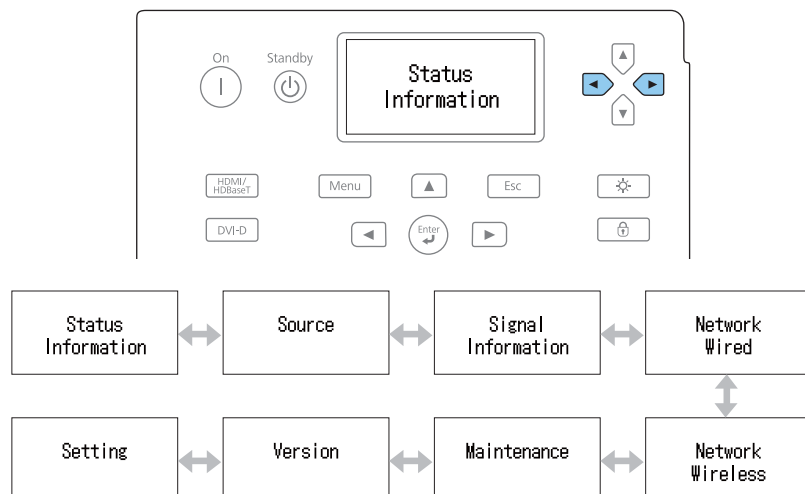 On
Standby
Status
Information
HDMI/
HDBaseT
Menu
Esc
DVI-D
Enter
Status
Information
Source
Signal
Information
Network
Wired
Setting
Version
Maintenance
Network
Wireless